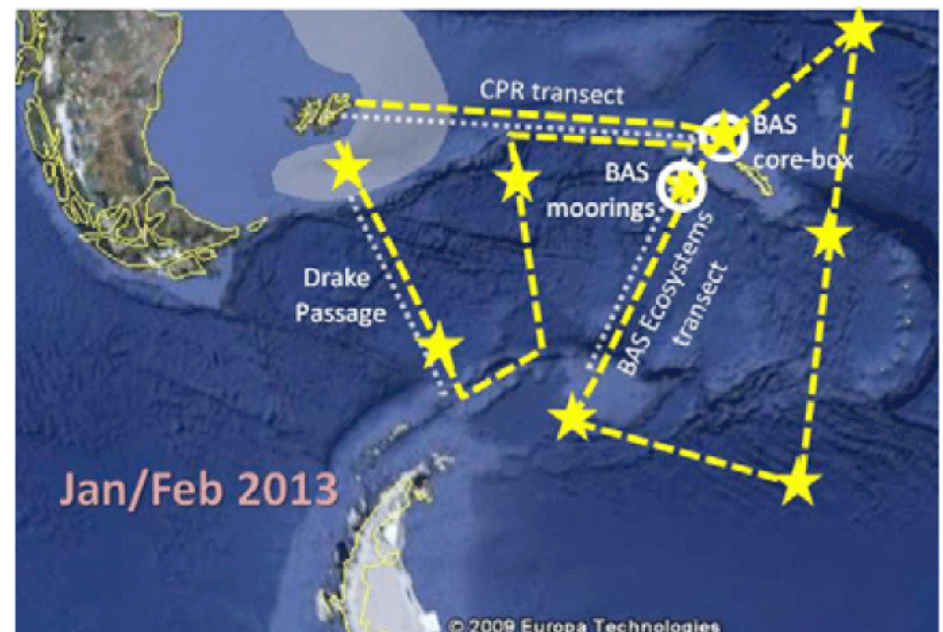 CPR transect
BAS
core-box
BAS
moorings
BAS Ecosystems
transect
Drake
Passage
Jan/Feb 2013
© 2009 Europa Technologies